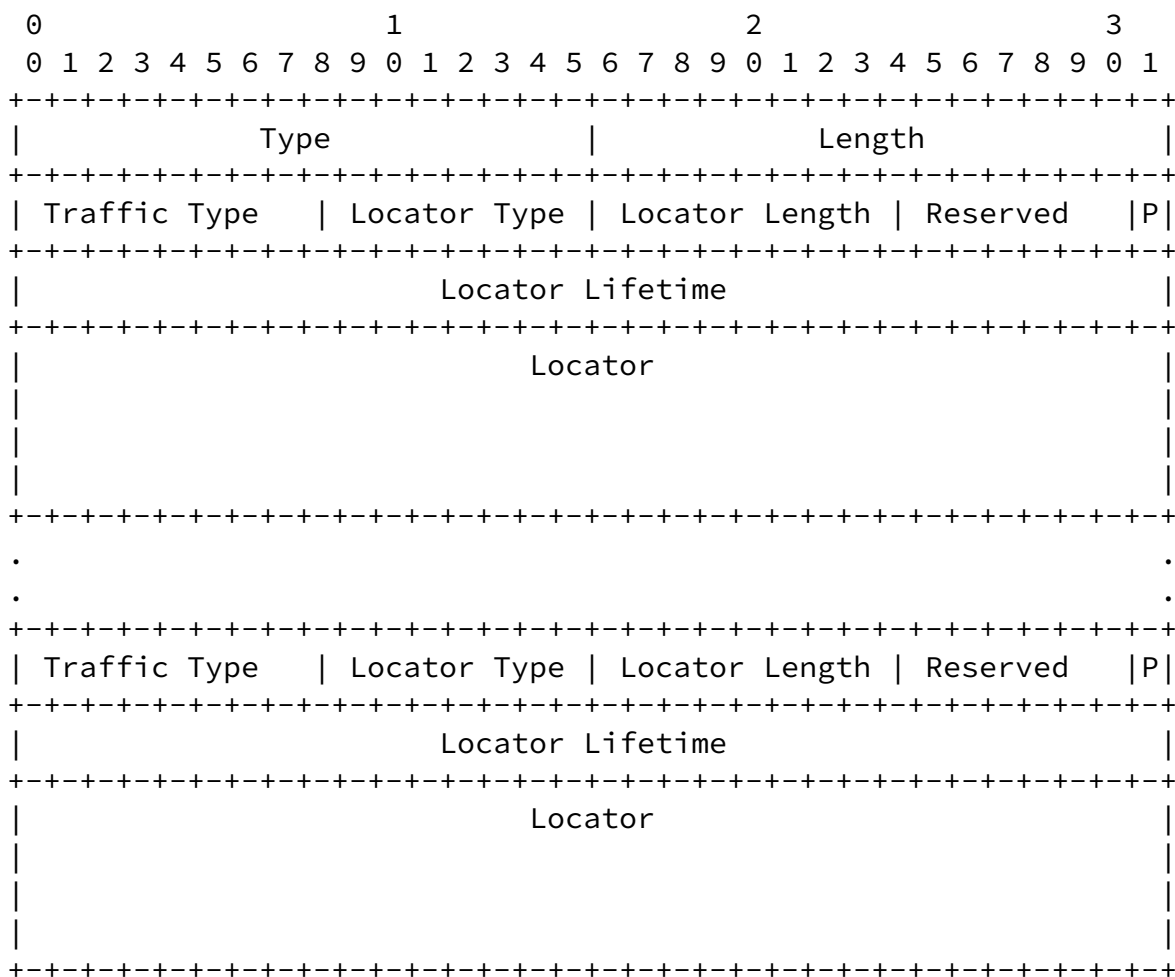 0                   1                   2                   3
 0 1 2 3 4 5 6 7 8 9 0 1 2 3 4 5 6 7 8 9 0 1 2 3 4 5 6 7 8 9 0 1
+-+-+-+-+-+-+-+-+-+-+-+-+-+-+-+-+-+-+-+-+-+-+-+-+-+-+-+-+-+-+-+-+
|             Type              |            Length             |
+-+-+-+-+-+-+-+-+-+-+-+-+-+-+-+-+-+-+-+-+-+-+-+-+-+-+-+-+-+-+-+-+
| Traffic Type   | Locator Type | Locator Length | Reserved   |P|
+-+-+-+-+-+-+-+-+-+-+-+-+-+-+-+-+-+-+-+-+-+-+-+-+-+-+-+-+-+-+-+-+
|                       Locator Lifetime                        |
+-+-+-+-+-+-+-+-+-+-+-+-+-+-+-+-+-+-+-+-+-+-+-+-+-+-+-+-+-+-+-+-+
|                            Locator                            |
|                                                               |
|                                                               |
|                                                               |
+-+-+-+-+-+-+-+-+-+-+-+-+-+-+-+-+-+-+-+-+-+-+-+-+-+-+-+-+-+-+-+-+
.                                                               .
.                                                               .
+-+-+-+-+-+-+-+-+-+-+-+-+-+-+-+-+-+-+-+-+-+-+-+-+-+-+-+-+-+-+-+-+
| Traffic Type   | Locator Type | Locator Length | Reserved   |P|
+-+-+-+-+-+-+-+-+-+-+-+-+-+-+-+-+-+-+-+-+-+-+-+-+-+-+-+-+-+-+-+-+
|                       Locator Lifetime                        |
+-+-+-+-+-+-+-+-+-+-+-+-+-+-+-+-+-+-+-+-+-+-+-+-+-+-+-+-+-+-+-+-+
|                            Locator                            |
|                                                               |
|                                                               |
|                                                               |
+-+-+-+-+-+-+-+-+-+-+-+-+-+-+-+-+-+-+-+-+-+-+-+-+-+-+-+-+-+-+-+-+